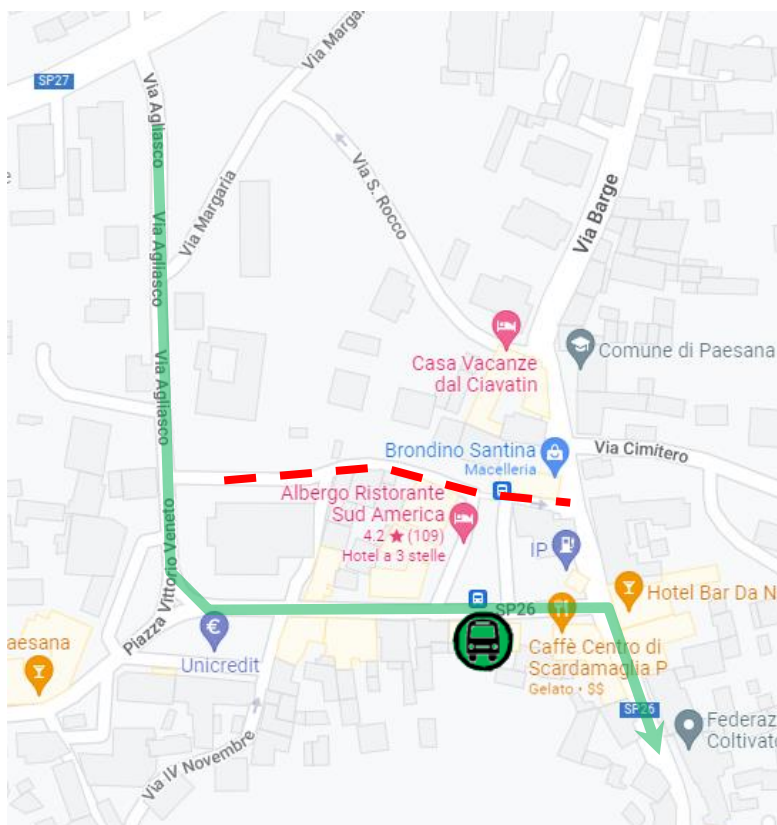 Via Marga
SP27
Via Agliasco
Via Margaria
Via S. Rocco
Via Barge
Via Agliasco
Casa Vacanze
dal Ciavatin
Comune di Paesana
Via Agliasco
Brondino Santina
Macelleria
Via Cimitero
Albergo Ristorante
Sud America
4.2 ★ (109)
Hotel a 3 stelle
IP
Piazza Vittorio Veneto
SP26
Hotel Bar Da N
aesana
€
Unicredit
Caffè Centro di
Scardamaglia P
Gelato · $$
SP26
Federaz
Coltivato
Via IV Novembre